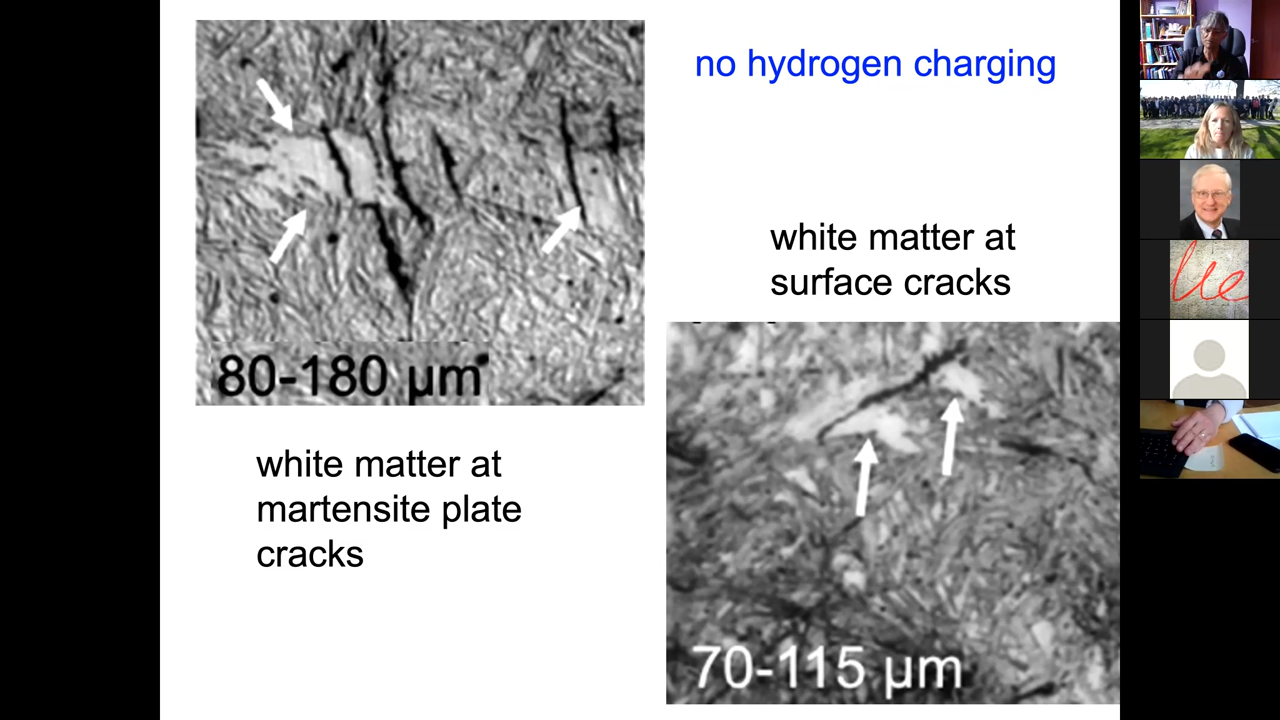 no hydrogen charging
white matter at
surface cracks
80-180 µm
white matter at
martensite plate
cracks
70-115 µm